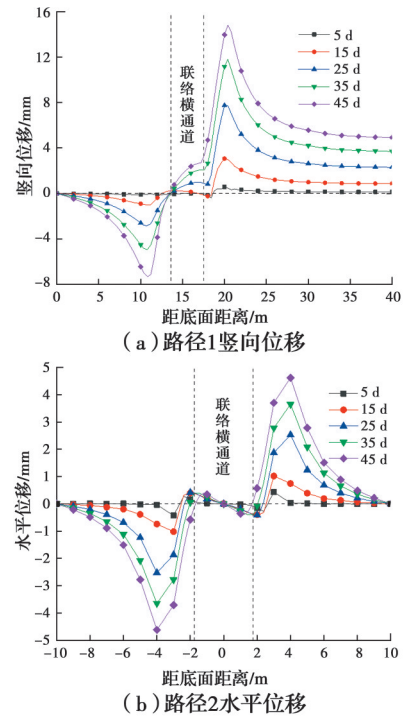 16
12
8
4
0
−4
−8
竖向位移/mm
联络横通道
5 d
15 d
25 d
35 d
45 d
0 5 10 15 20 25 30 35 40
距底面距离/m
(a)路径1竖向位移
5
4
3
2
1
0
1
2
3
4
5
水平位移/mm
联络横通道
5 d
15 d
25 d
35 d
45 d
−10 −8 −6 −4 −2 0 2 4 6 8 10
距底面距离/m
(b)路径2水平位移